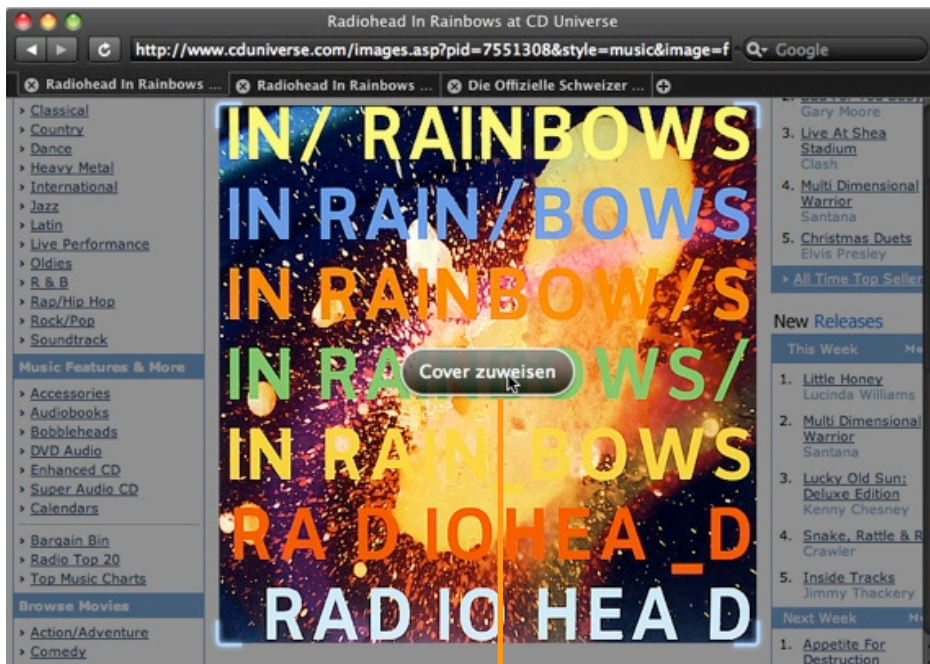 Radiohead In Rainbows at CD Universe
http://www.cduniverse.com/images.asp?pid=7551308&style=music&image=f
Google
Radiohead In Rainbows ...
Radiohead In Rainbows ...
Die Offizielle Schweizer ...
Classical
Country
Dance
Heavy Metal
International
Jazz
Latin
Live Performance
Oldies
R & B
Rap/Hip Hop
Rock/Pop
Soundtrack
Music Features & More
Accessories
Audiobooks
Bobbleheads
DVD Audio
Enhanced CD
Super Audio CD
Calendars
Bargain Bin
Radio Top 20
Top Music Charts
Browse Movies
Action/Adventure
Comedy
IN/ RAINBOWS
IN RAIN/BOWS
IN RAINBOW/S
IN RAINBOWS/
Cover zuweisen
IN RAIN_BOWS
RA D IOHEA_D
RAD IO HEA D
Gary Moore
3. Live At Shea
Stadium
Clash
4. Multi Dimensional
Warrior
Santana
5. Christmas Duets
Elvis Presley
All Time Top Seller
New Releases
This Week
1. Little Honey
Lucinda Williams
2. Multi Dimensional
Warrior
Santana
3. Lucky Old Sun:
Deluxe Edition
Kenny Chesney
4. Snake, Rattle & R
Crawler
5. Inside Tracks
Jimmy Thackery
Next Week
1. Appetite For
Destruction